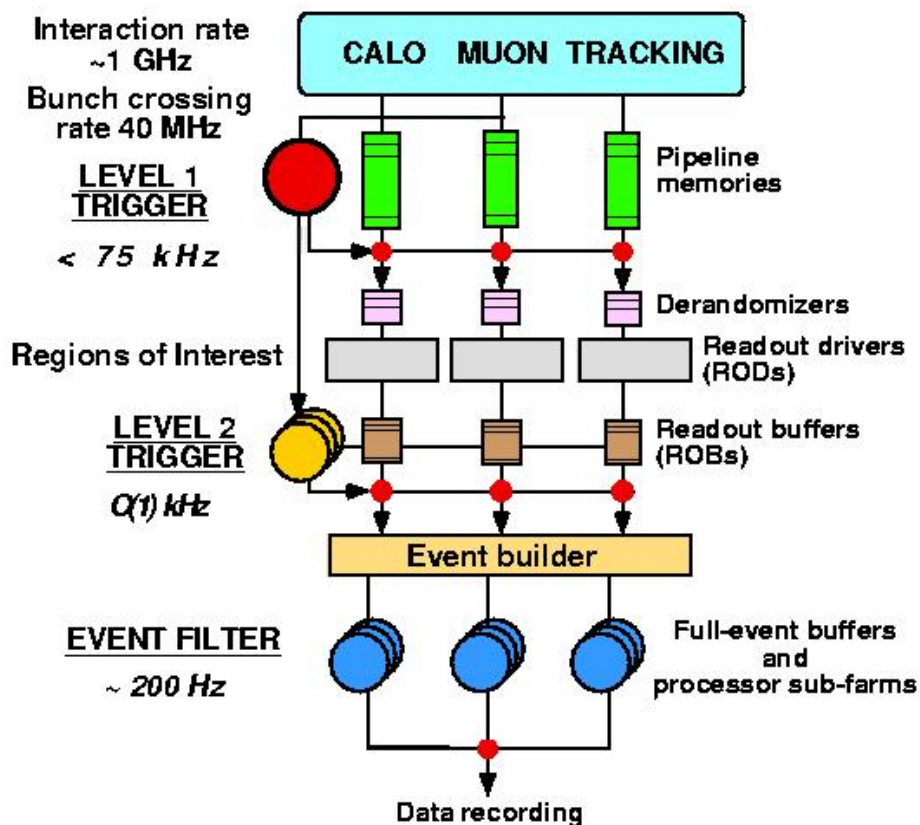 Interaction rate
~1 GHz
Bunch crossing
rate 40 MHz
CALO MUON TRACKING
LEVEL 1
TRIGGER
< 75 kHz
Pipeline
memories
Derandomizers
Regions of Interest
Readout drivers
(RODs)
LEVEL 2
TRIGGER
O(1) kHz
Readout buffers
(ROBs)
Event builder
EVENT FILTER
~ 200 Hz
Full-event buffers
and
processor sub-farms
Data recording